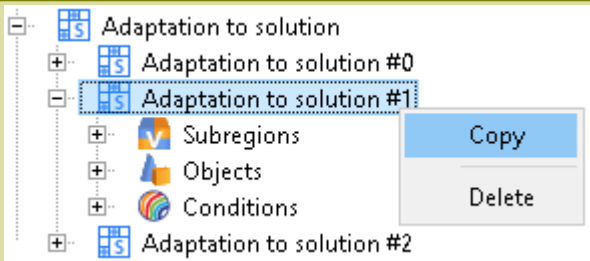 Adaptation to solution
Adaptation to solution #0
Adaptation to solution #1
Subregions
Copy
Objects
Conditions
Delete
Adaptation to solution #2